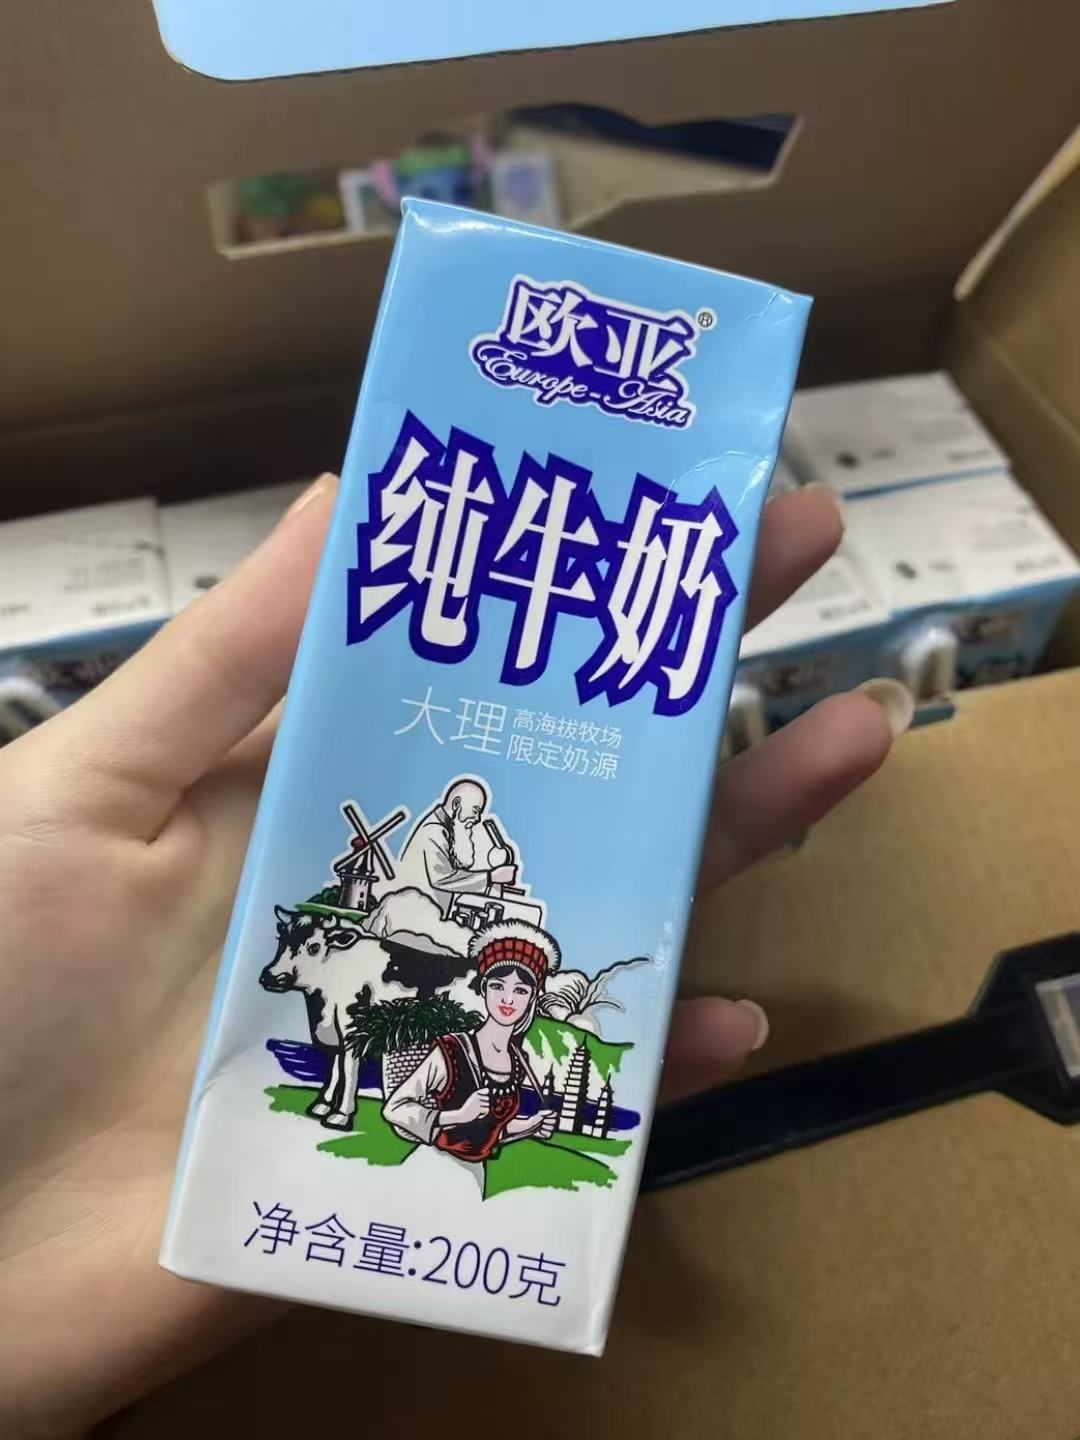 欧亚®
Europe-Asia
纯牛奶
大理 高海拔牧场
限定奶源
净含量:200克